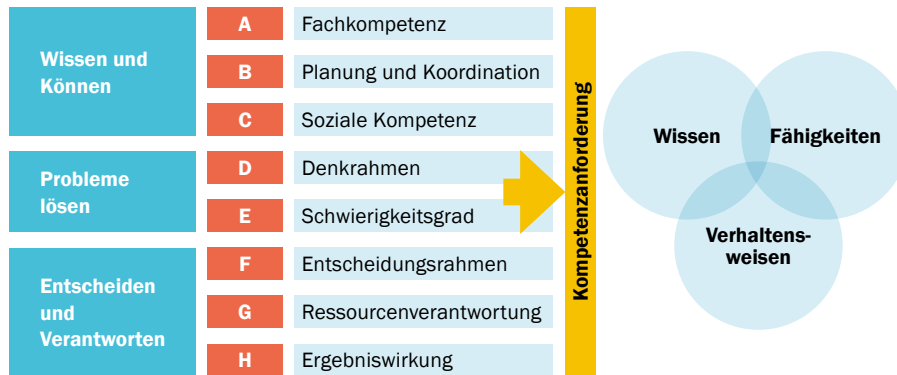 Wissen und
Können
A
Fachkompetenz
B
Planung und Koordination
C
Soziale Kompetenz
Probleme
lösen
D
Denkrahmen
E
Schwierigkeitsgrad
Entscheiden
und
Verantworten
F
Entscheidungsrahmen
G
Ressourcenverantwortung
H
Ergebniswirkung
Kompetenzanforderung
Wissen
Fähigkeiten
Verhaltens-
weisen